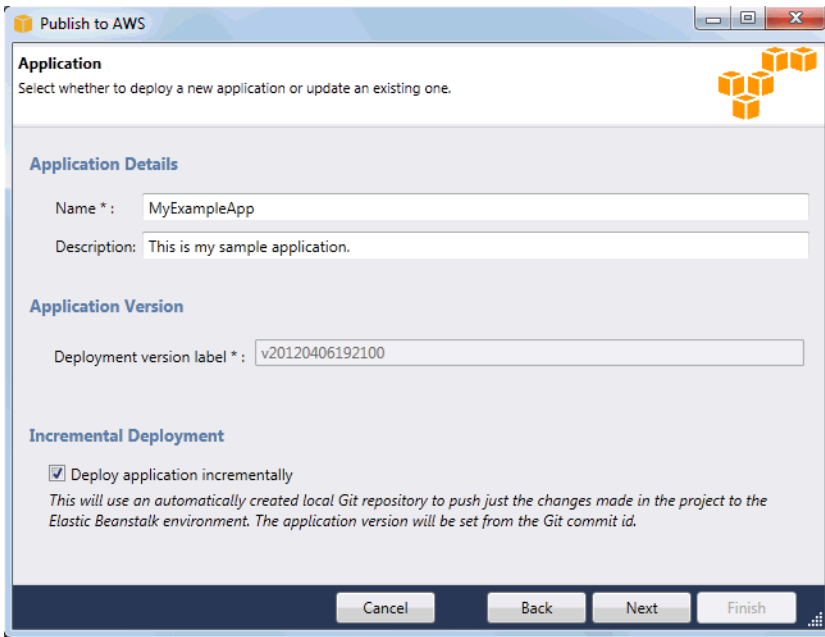 Publish to AWS
Application
Select whether to deploy a new application or update an existing one.
Application Details
Name * : MyExampleApp
Description: This is my sample application.
Application Version
Deployment version label * : v20120406192100
Incremental Deployment
Deploy application incrementally
This will use an automatically created local Git repository to push just the changes made in the project to the
Elastic Beanstalk environment. The application version will be set from the Git commit id.
Cancel Back Next Finish